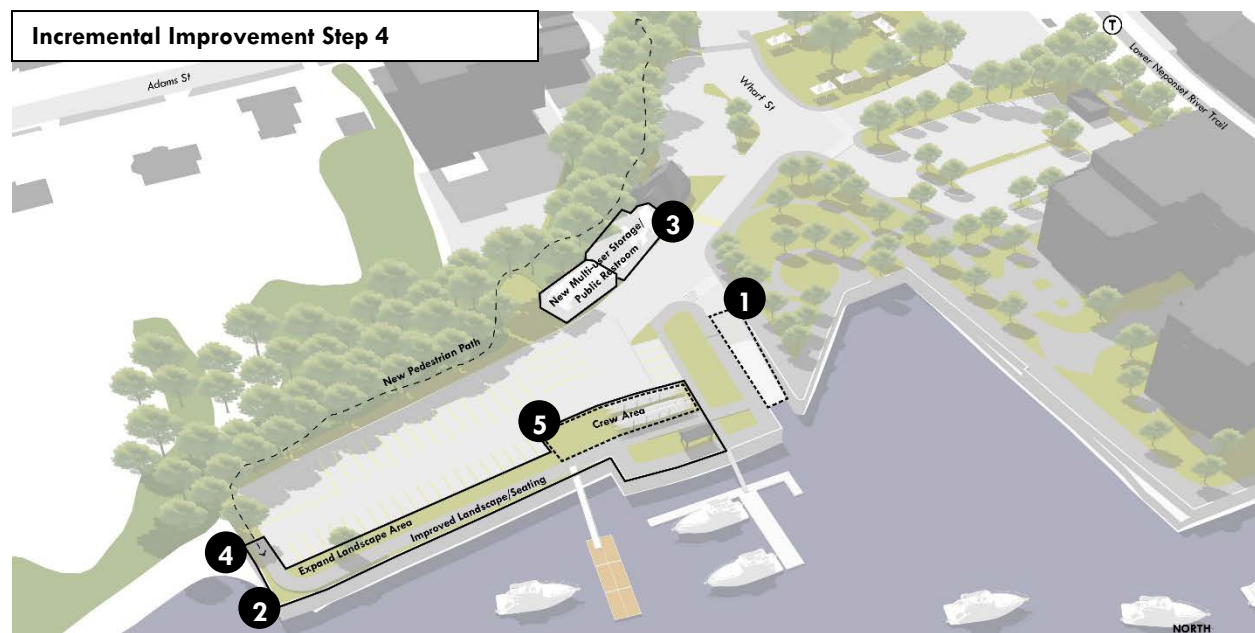 Incremental Improvement Step 4
Adams St
Wharf St
T
Lower Neponset River Trail
3
New Multi-user Storage/
Public Restroom
1
New Pedestrian Path
5
Crew Area
Improved Landscape/Seating
Expand Landscape Area
4
2
NORTH